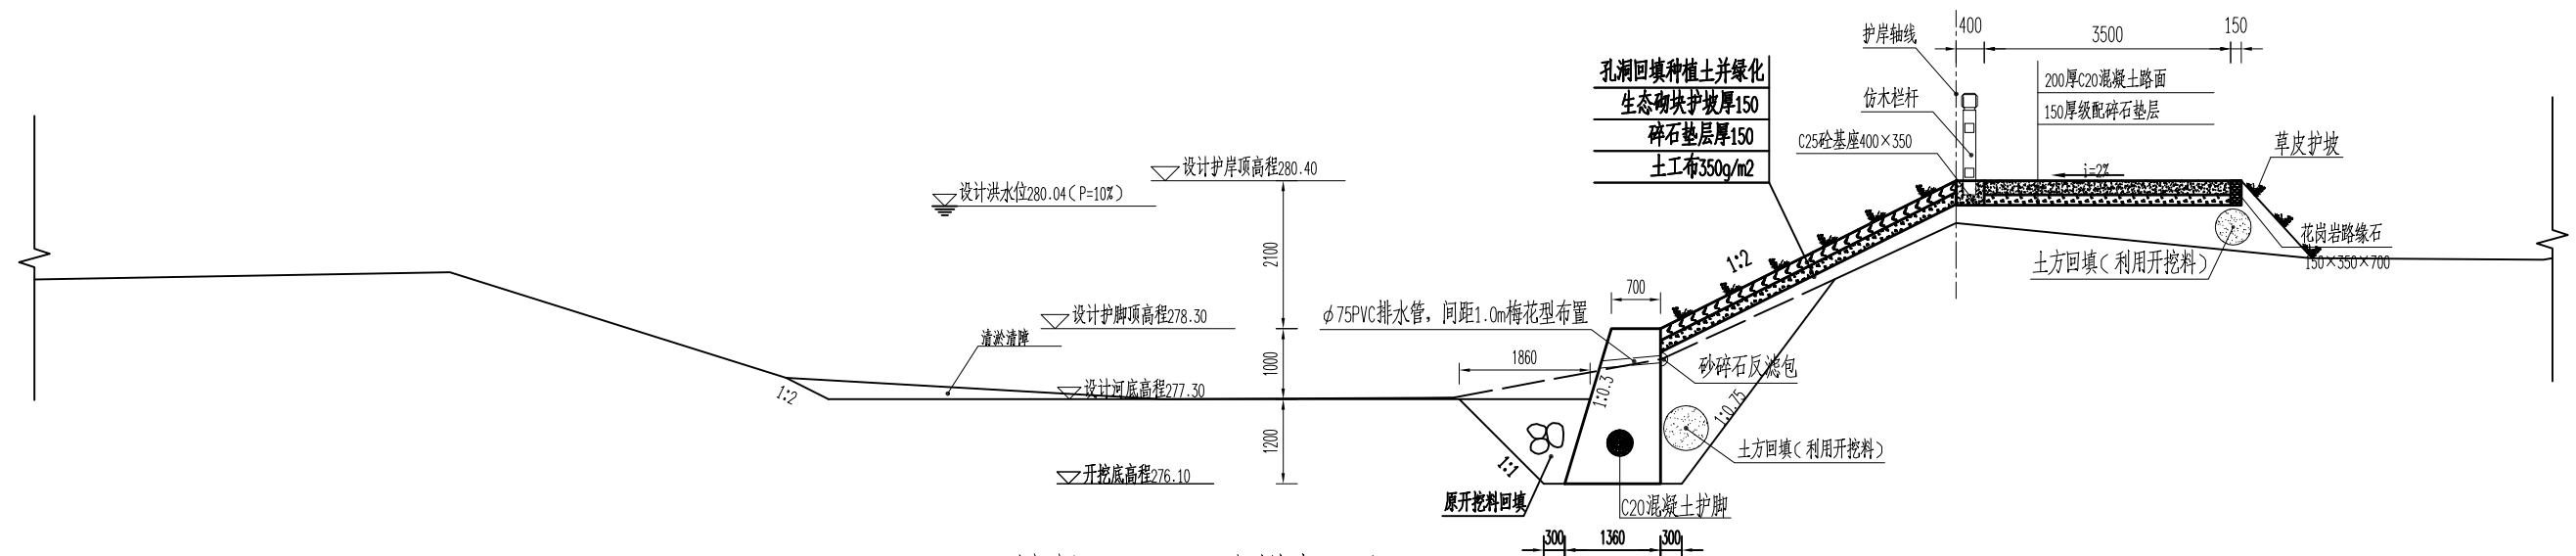 400
3500
150
护岸轴线
孔洞回填种植土并绿化
生态砌块护坡厚150
碎石垫层厚150
土工布350g/m2
仿木栏杆
200厚C20混凝土路面
150厚级配碎石垫层
C25砼基座400×350
草皮护坡
i=2%
设计护岸顶高程280.40
设计洪水位280.04（P=10%）
2100
1:2
花岗岩路缘石
150×350×700
土方回填（利用开挖料）
700
设计护脚顶高程278.30
φ75PVC排水管，间距1.0m梅花型布置
清淤清障
1860
1000
砂碎石反滤包
1:2
设计河底高程277.30
1:0.3
1:0.75
1200
土方回填（利用开挖料）
1:1
开挖底高程276.10
原开挖料回填
C20混凝土护脚
300
1360
300